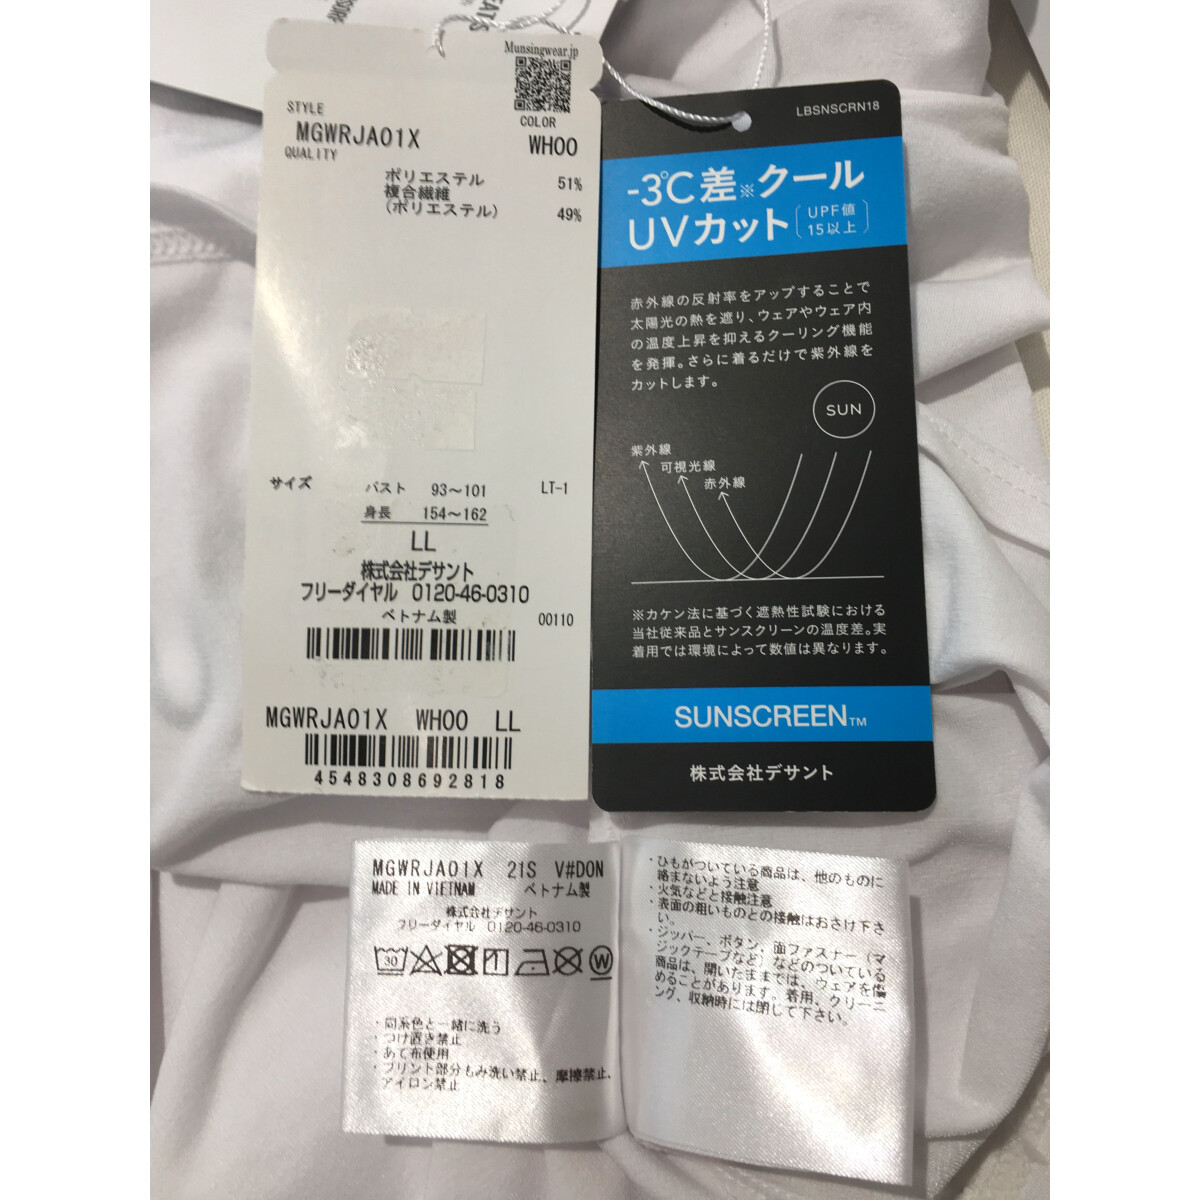 Munsingwear.jp
STYLE
MGWRJA01X
COLOR
WH00
QUALITY
ポリエステル 51%
複合繊維
(ポリエステル) 49%
サイズ バスト 93～101 LT-1
身長 154～162
LL
株式会社デサント
フリーダイヤル 0120-46-0310
ベトナム製 00110
MGWRJA01X WH00 LL
4548308692818
LBSNSCRN18
-3℃差※クール
UVカット [UPF値 15以上]
赤外線の反射率をアップすることで
太陽光の熱を遮り、ウェアやウェア内
の温度上昇を抑えるクーリング機能
を発揮。さらに着るだけで紫外線を
カットします。
SUN
紫外線
可視光線
赤外線
※カケン法に基づく遮熱性試験における
当社従来品とサンスクリーンの温度差。実
着用では環境によって数値は異なります。
SUNSCREEN™
株式会社デサント
MGWRJA01X 21S V#DON
MADE IN VIETNAM ベトナム製
株式会社デサント
フリーダイヤル 0120-46-0310
30 W
・同系色と一緒に洗う
・つけ置き禁止
・あて布使用
・プリント部分もみ洗い禁止、摩擦禁止、
アイロン禁止
・ひもがついている商品は、他のものに
絡まないよう注意
・火気などと接触注意
・表面の粗いものとの接触はおさけ下さ
い。
・ジッパー、ボタン、面ファスナー（マ
ジックテープなど）などのついている
商品は、開いたままでは、ウェアを傷
めることがあります。着用、クリーニ
ング、収納時には閉じて下さい。